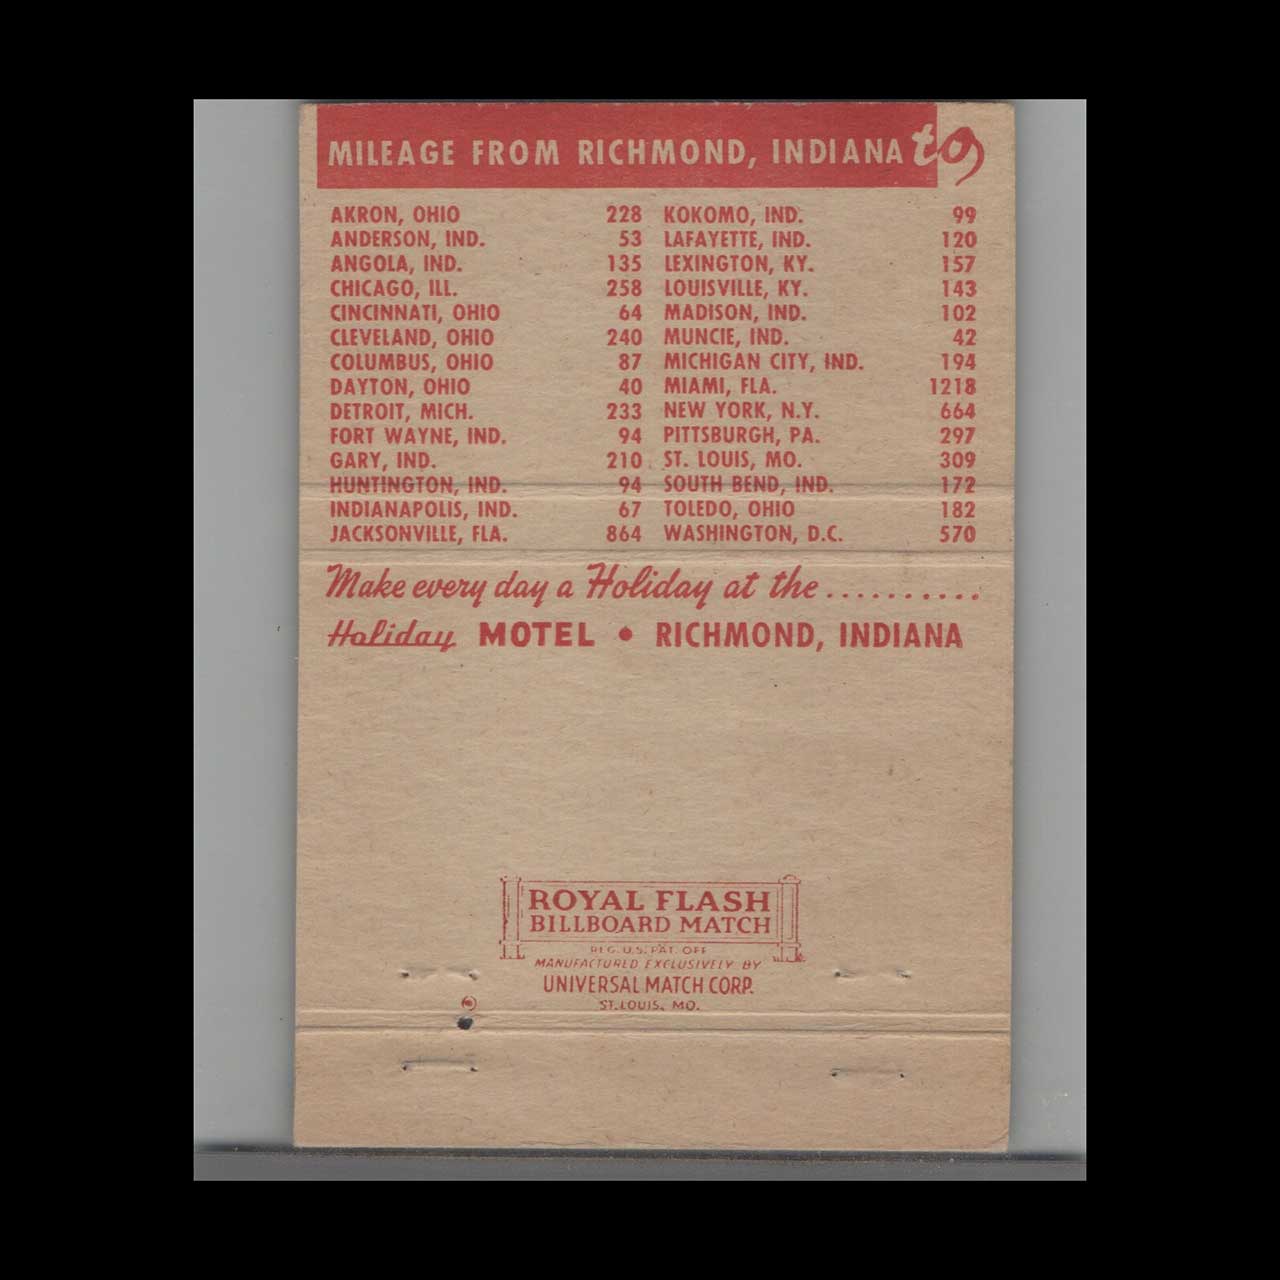 MILEAGE FROM RICHMOND, INDIANA to
AKRON, OHIO 228
ANDERSON, IND. 53
ANGOLA, IND. 135
CHICAGO, ILL. 258
CINCINNATI, OHIO 64
CLEVELAND, OHIO 240
COLUMBUS, OHIO 87
DAYTON, OHIO 40
DETROIT, MICH. 233
FORT WAYNE, IND. 94
GARY, IND. 210
HUNTINGTON, IND. 94
INDIANAPOLIS, IND. 67
JACKSONVILLE, FLA. 864
KOKOMO, IND. 99
LAFAYETTE, IND. 120
LEXINGTON, KY. 157
LOUISVILLE, KY. 143
MADISON, IND. 102
MUNCIE, IND. 42
MICHIGAN CITY, IND. 194
MIAMI, FLA. 1218
NEW YORK, N.Y. 664
PITTSBURGH, PA. 297
ST. LOUIS, MO. 309
SOUTH BEND, IND. 172
TOLEDO, OHIO 182
WASHINGTON, D.C. 570
Make every day a Holiday at the ..........
Holiday MOTEL • RICHMOND, INDIANA
ROYAL FLASH
BILLBOARD MATCH
REG. U.S. PAT. OFF
MANUFACTURED EXCLUSIVELY BY
UNIVERSAL MATCH CORP.
ST. LOUIS, MO.